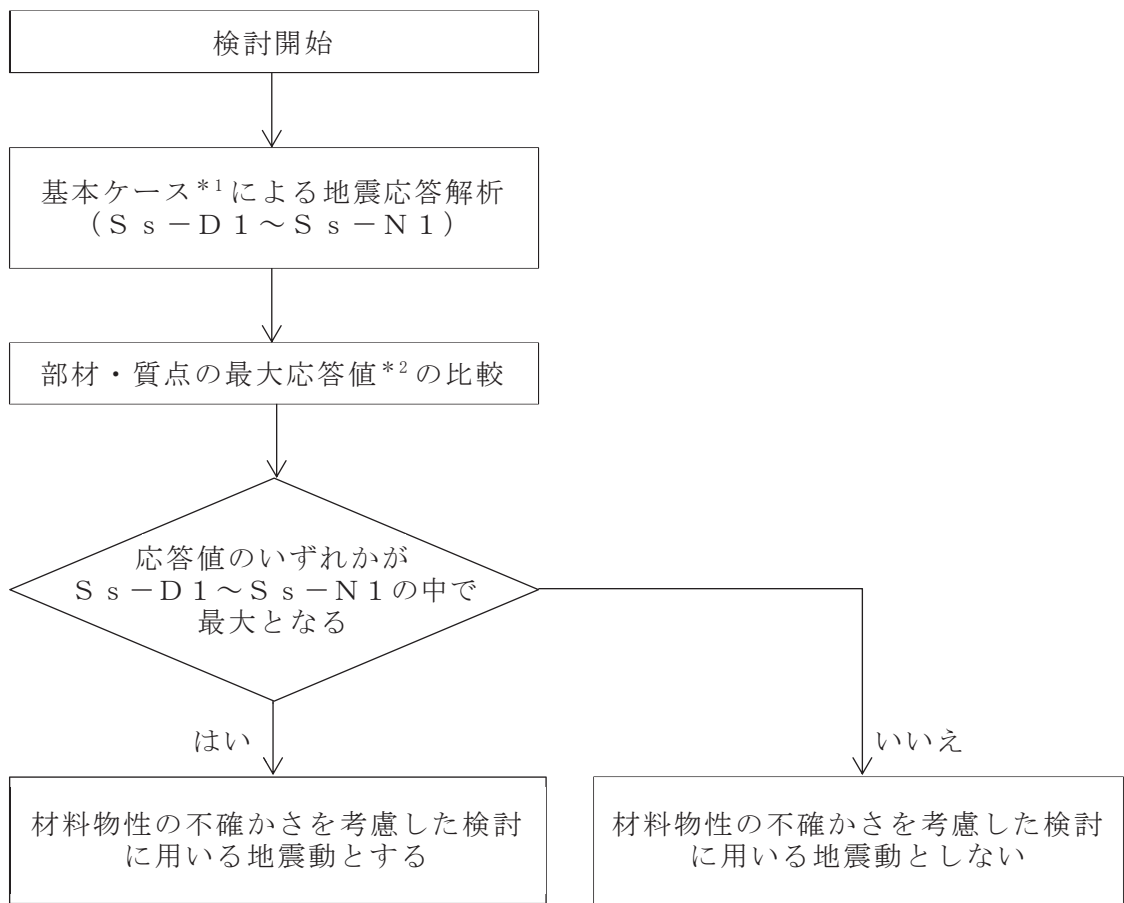 検討開始
基本ケース*1による地震応答解析
（Ｓｓ－Ｄ１～Ｓｓ－Ｎ１）
部材・質点の最大応答値*2の比較
応答値のいずれかが
Ｓｓ－Ｄ１～Ｓｓ－Ｎ１の中で
最大となる
はい
いいえ
材料物性の不確かさを考慮した検討
に用いる地震動とする
材料物性の不確かさを考慮した検討
に用いる地震動としない